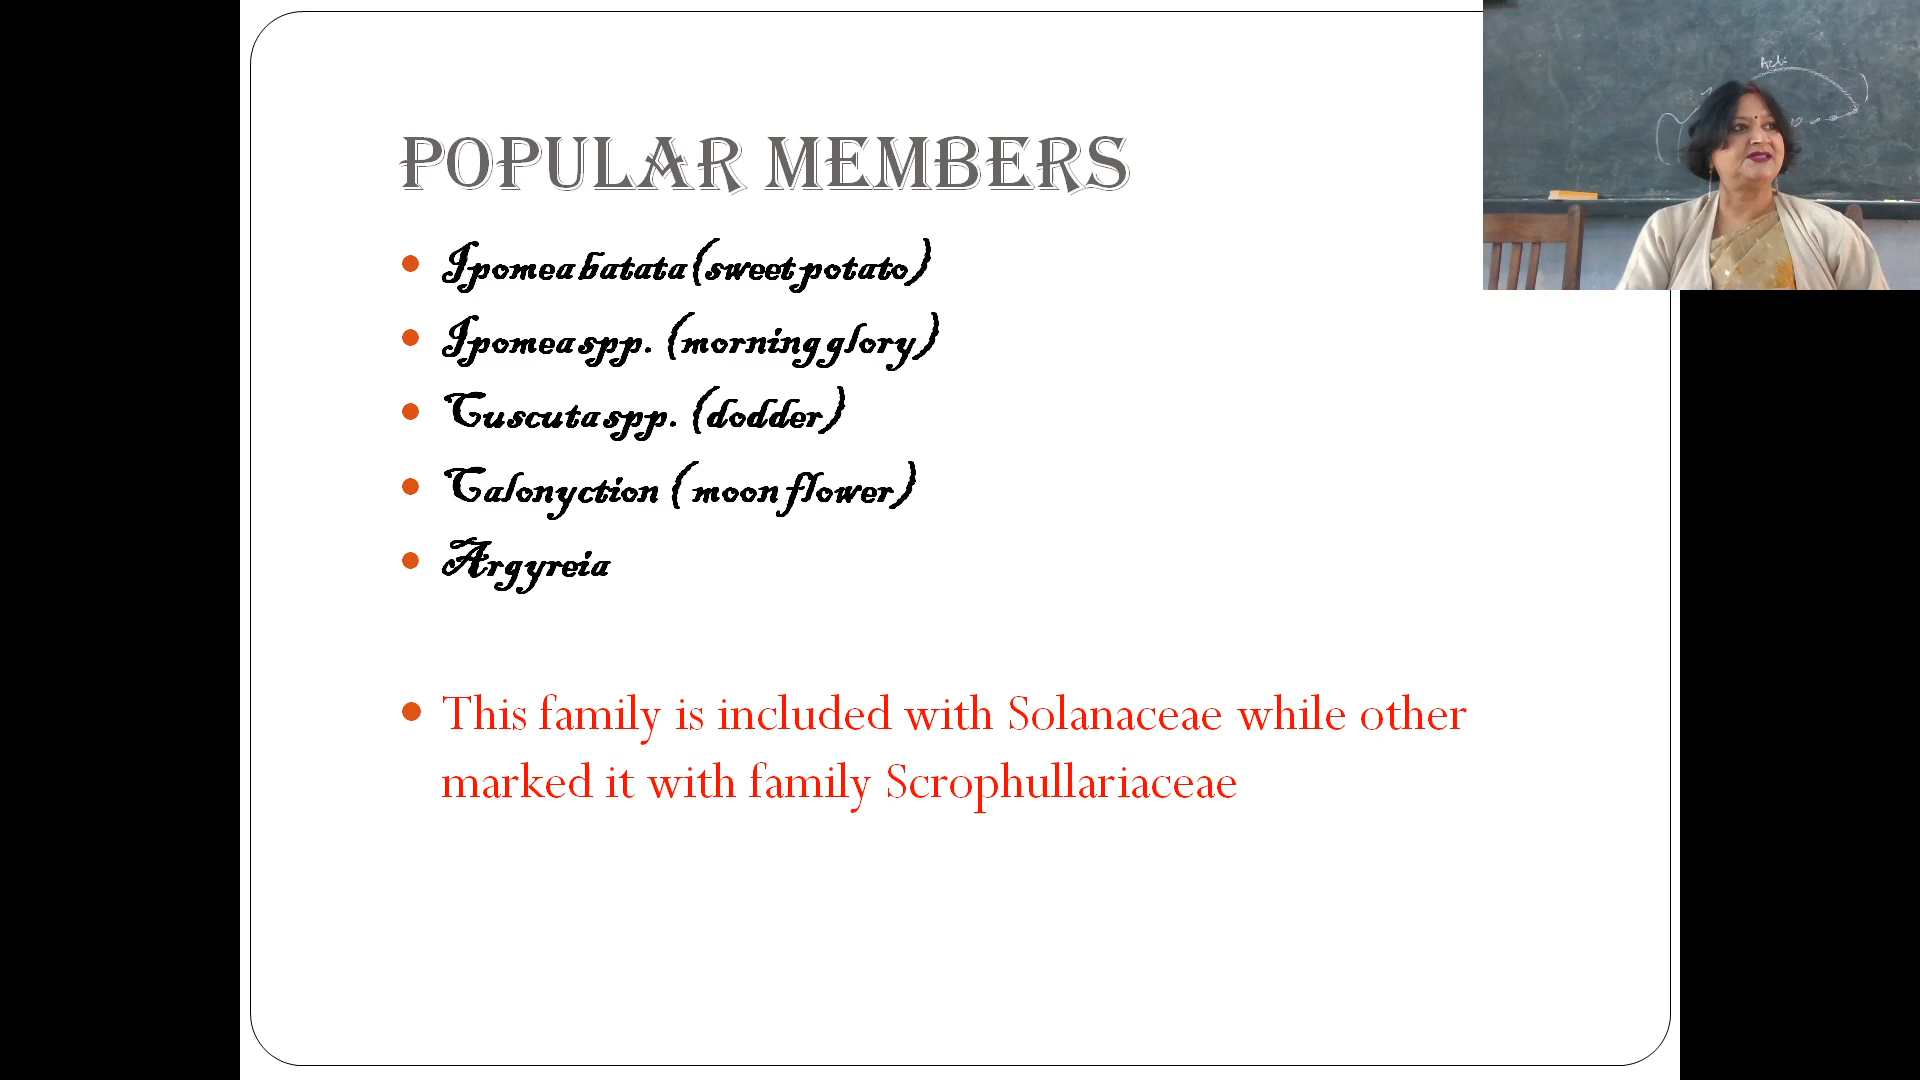 POPULAR MEMBERS
Ipomea batata (sweet potato)
Ipomea spp. (morning glory)
Cuscuta spp. (dodder)
Calonyction ( moon flower)
Argyreia
This family is included with Solanaceae while other
marked it with family Scrophullariaceae